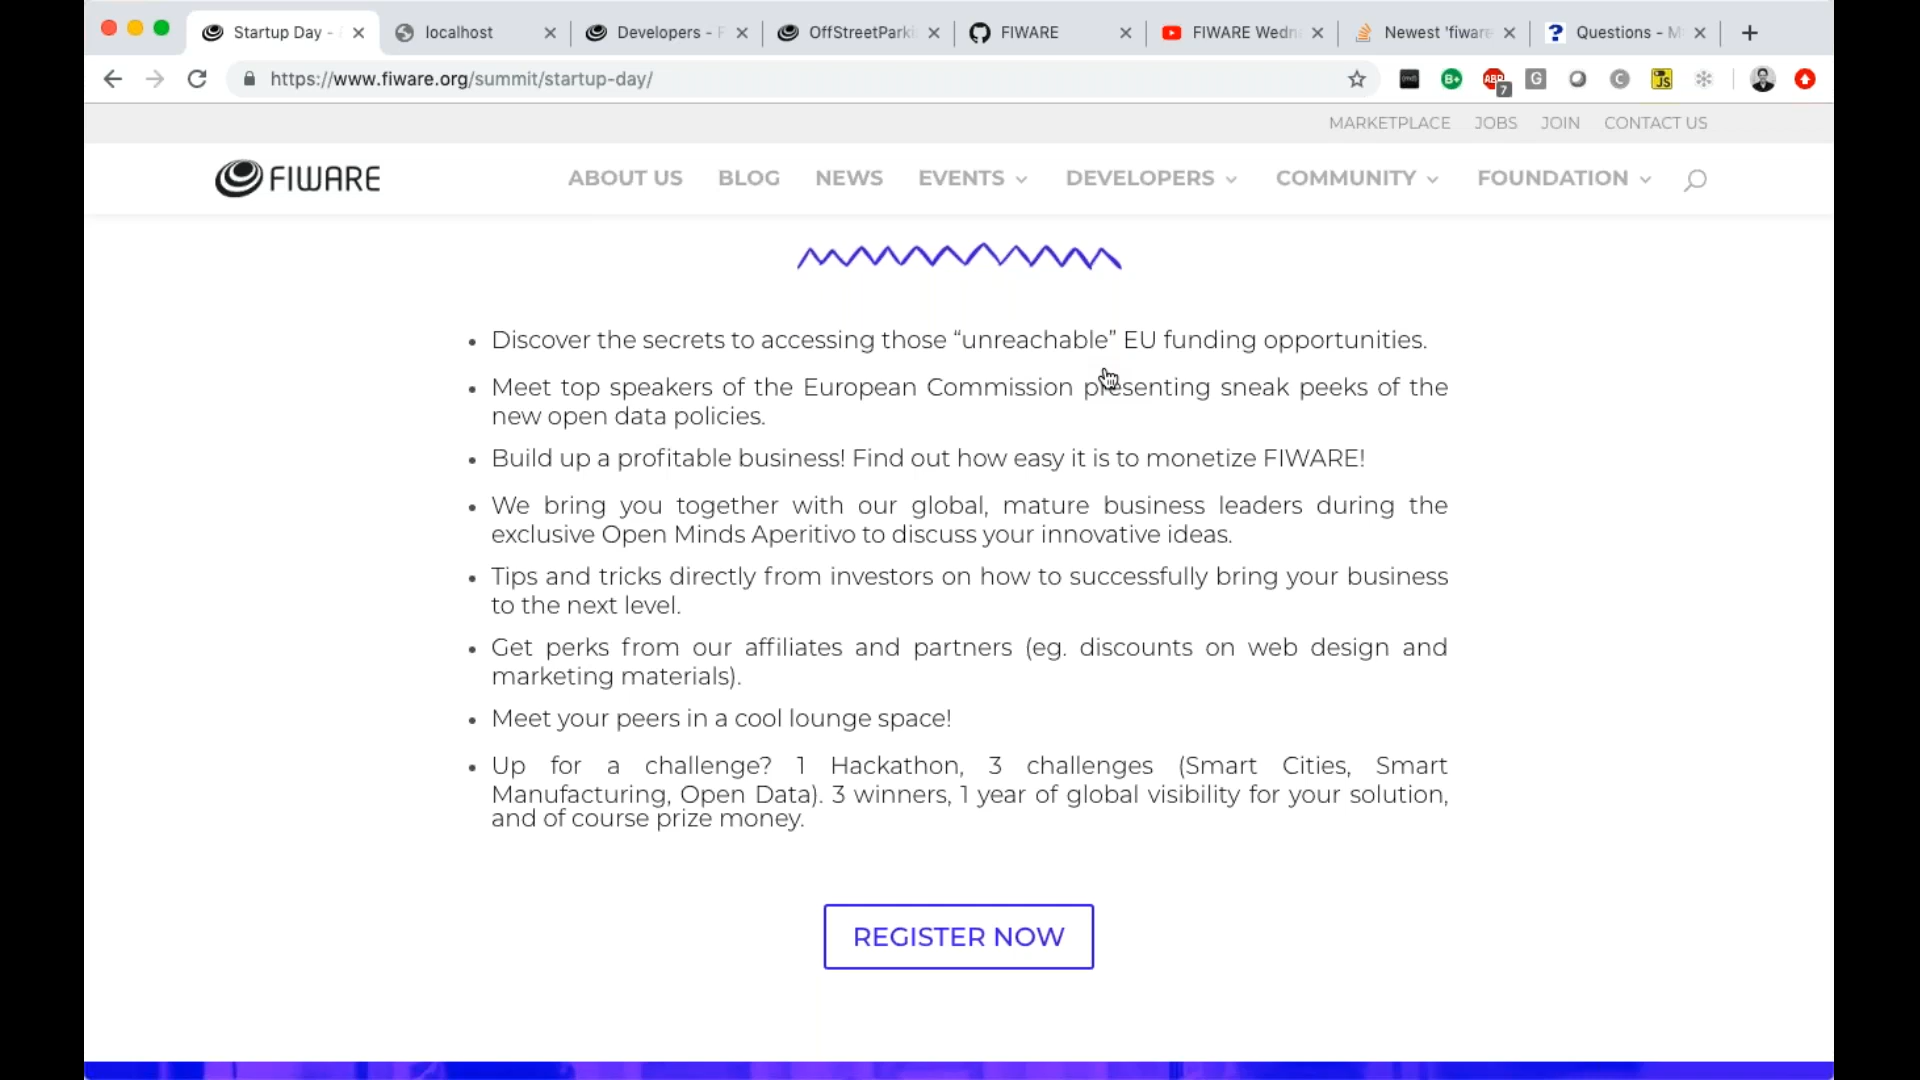 Startup Day -
localhost
Developers - F
OffStreetParki
FIWARE
FIWARE Wedn
Newest 'fiware
Questions - M
https://www.fiware.org/summit/startup-day/
ABP
7
B+
G
C
JS
MARKETPLACE JOBS JOIN CONTACT US
FIWARE
ABOUT US BLOG NEWS EVENTS DEVELOPERS COMMUNITY FOUNDATION
• Discover the secrets to accessing those “unreachable” EU funding opportunities.
• Meet top speakers of the European Commission presenting sneak peeks of the
new open data policies.
• Build up a profitable business! Find out how easy it is to monetize FIWARE!
• We bring you together with our global, mature business leaders during the
exclusive Open Minds Aperitivo to discuss your innovative ideas.
• Tips and tricks directly from investors on how to successfully bring your business
to the next level.
• Get perks from our affiliates and partners (eg. discounts on web design and
marketing materials).
• Meet your peers in a cool lounge space!
• Up for a challenge? 1 Hackathon, 3 challenges (Smart Cities, Smart
Manufacturing, Open Data). 3 winners, 1 year of global visibility for your solution,
and of course prize money.
REGISTER NOW